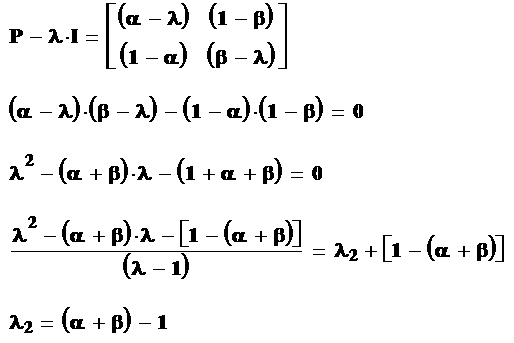 P − λ·I = [ (α − λ) (1 − β) ; (1 − α) (β − λ) ]
(α − λ)·(β − λ) − (1 − α)·(1 − β) = 0
λ² − (α + β)·λ − (1 + α + β) = 0
(λ² − (α + β)·λ − [1 − (α + β)]) / (λ − 1) = λ₂ + [1 − (α + β)]
λ₂ = (α + β) − 1